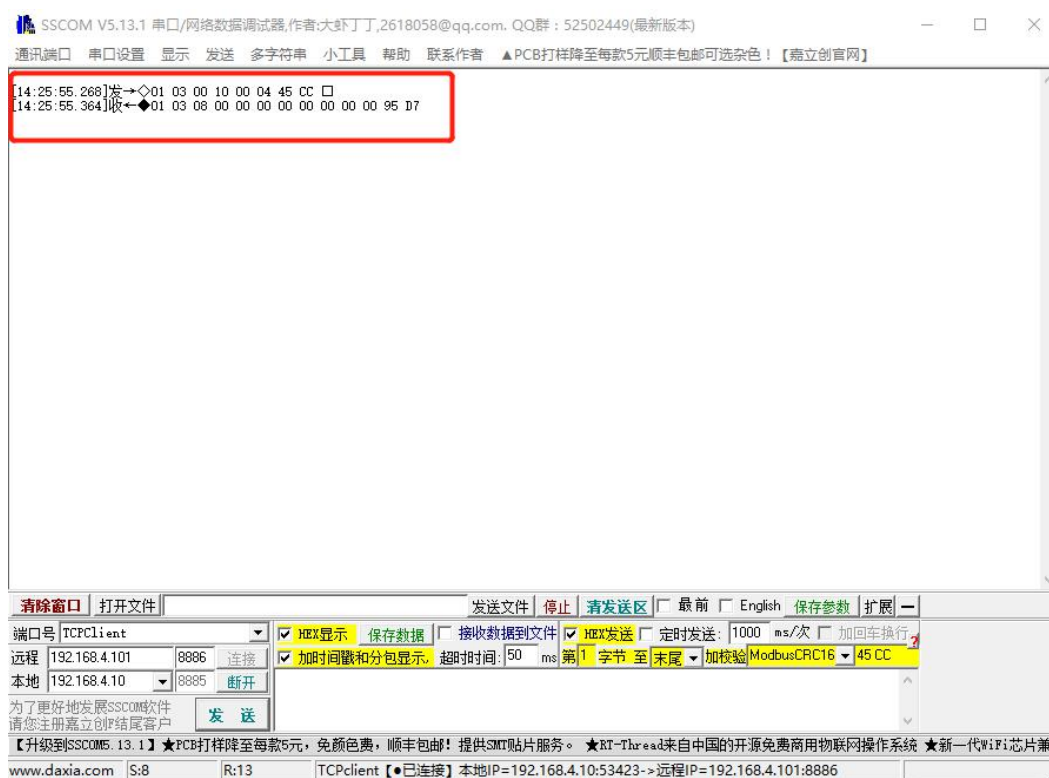 SSCOM V5.13.1 串口/网络数据调试器,作者:大虾丁丁,2618058@qq.com. QQ群：52502449(最新版本)
通讯端口 串口设置 显示 发送 多字符串 小工具 帮助 联系作者 ▲PCB打样降至每款5元顺丰包邮可选杂色！【嘉立创官网】
[14:25:55.268]发→◇01 03 00 10 00 04 45 CC □
[14:25:55.364]收←◆01 03 08 00 00 00 00 00 00 00 00 95 D7
清除窗口 打开文件 发送文件 停止 清发送区 最前 English 保存参数 扩展 —
端口号 TCPClient HEX显示 保存数据 接收数据到文件 HEX发送 定时发送: 1000 ms/次 加回车换行
远程 192.168.4.101 8886 连接 加时间戳和分包显示, 超时时间: 50 ms 第1 字节 至 末尾 加校验 ModbusCRC16 45 CC
本地 192.168.4.10 8885 断开
为了更好地发展SSCOM软件
请您注册嘉立创F结尾客户
发 送
【升级到SSCOM5.13.1】★PCB打样降至每款5元，免颜色费，顺丰包邮！提供SMT贴片服务。 ★RT-Thread来自中国的开源免费商用物联网操作系统 ★新一代WiFi芯片兼
www.daxia.com S:8 R:13 TCPclient【●已连接】本地IP=192.168.4.10:53423->远程IP=192.168.4.101:8886